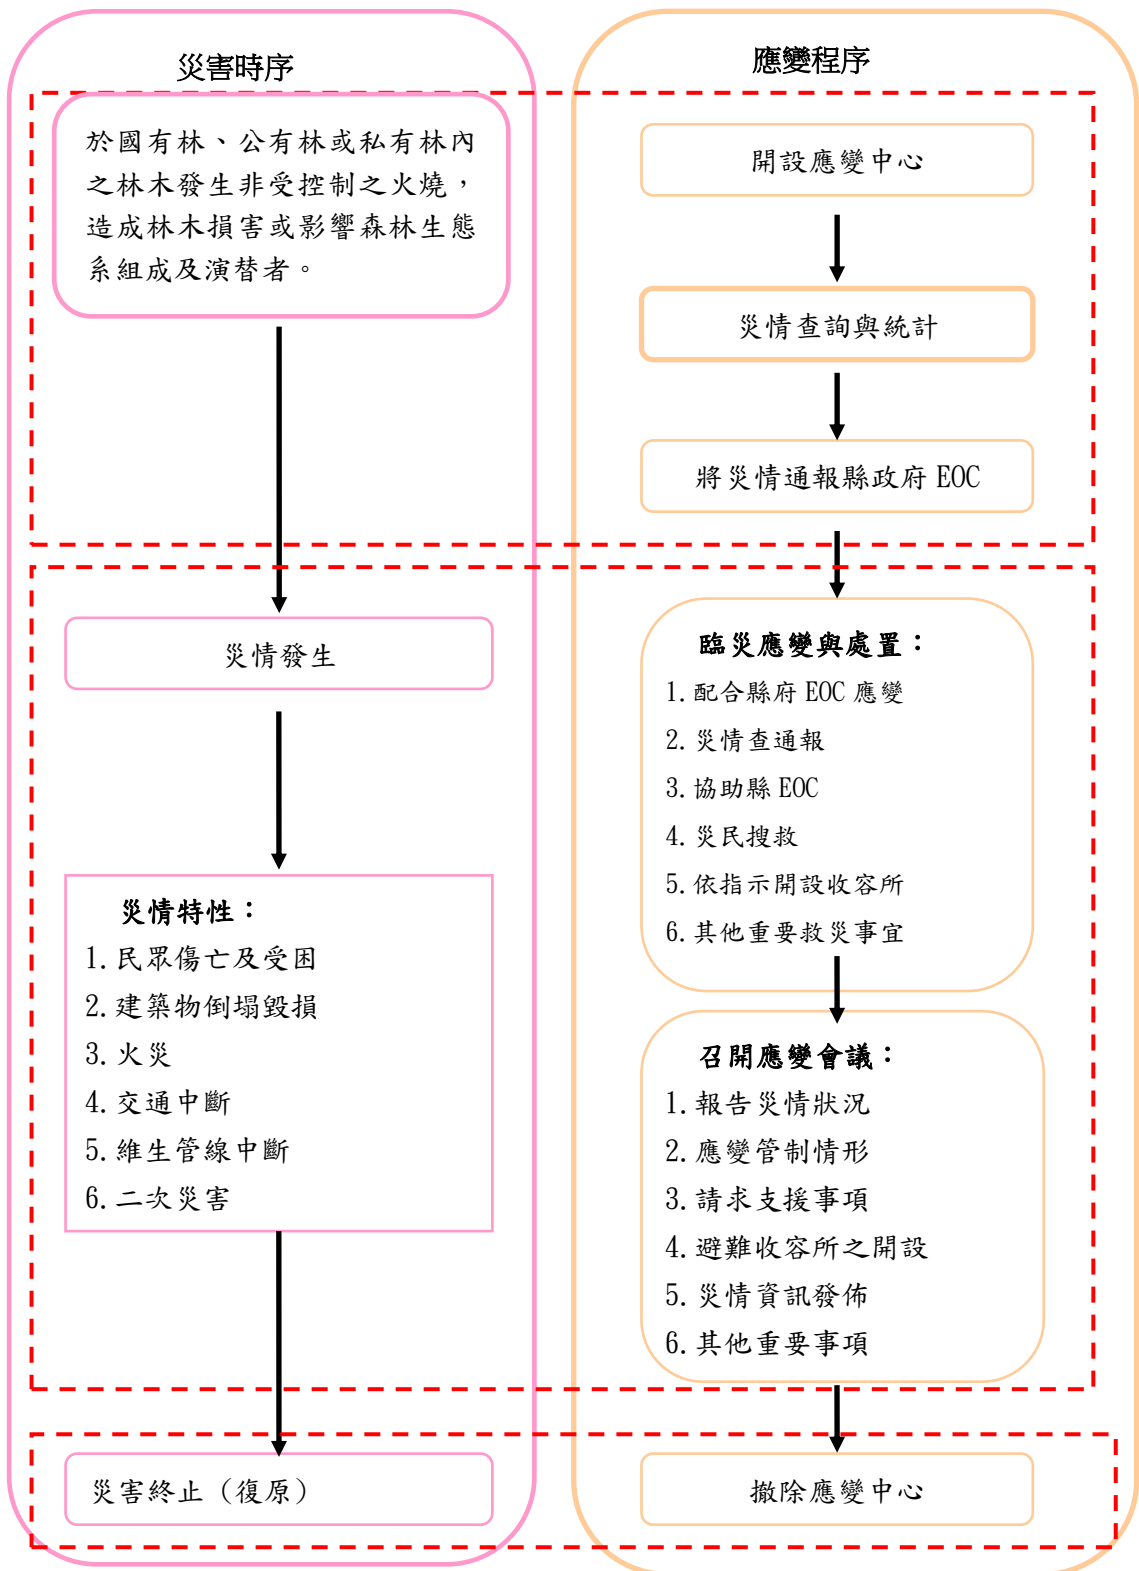 災害時序
於國有林、公有林或私有林內
之林木發生非受控制之火燒，
造成林木損害或影響森林生態
系組成及演替者。
災情發生
災情特性：
1.民眾傷亡及受困
2.建築物倒塌毀損
3.火災
4.交通中斷
5.維生管線中斷
6.二次災害
災害終止（復原）
應變程序
開設應變中心
災情查詢與統計
將災情通報縣政府 EOC
臨災應變與處置：
1.配合縣府 EOC 應變
2.災情查通報
3.協助縣 EOC
4.災民搜救
5.依指示開設收容所
6.其他重要救災事宜
召開應變會議：
1.報告災情狀況
2.應變管制情形
3.請求支援事項
4.避難收容所之開設
5.災情資訊發佈
6.其他重要事項
撤除應變中心